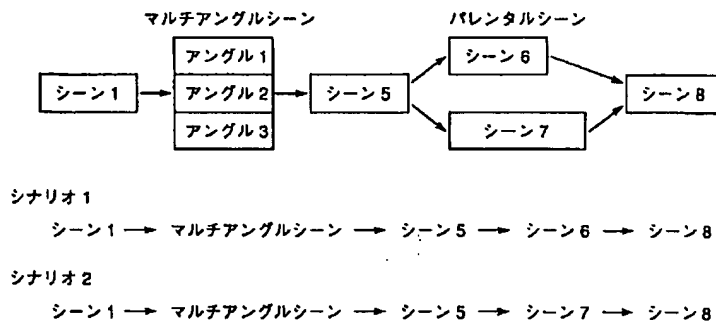 マルチアングルシーン パレンタルシーン
アングル1 シーン6
シーン1 アングル2 シーン5 シーン8
アングル3 シーン7
シナリオ1
シーン1 → マルチアングルシーン → シーン5 → シーン6 → シーン8
シナリオ2
シーン1 → マルチアングルシーン → シーン5 → シーン7 → シーン8